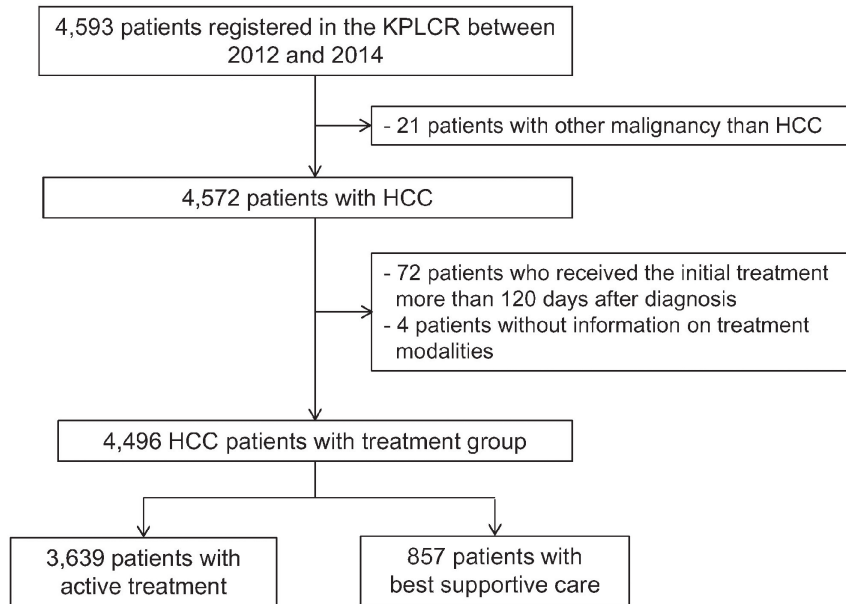 4,593 patients registered in the KPLCR between
2012 and 2014
- 21 patients with other malignancy than HCC
4,572 patients with HCC
- 72 patients who received the initial treatment
more than 120 days after diagnosis
- 4 patients without information on treatment
modalities
4,496 HCC patients with treatment group
3,639 patients with
active treatment
857 patients with
best supportive care